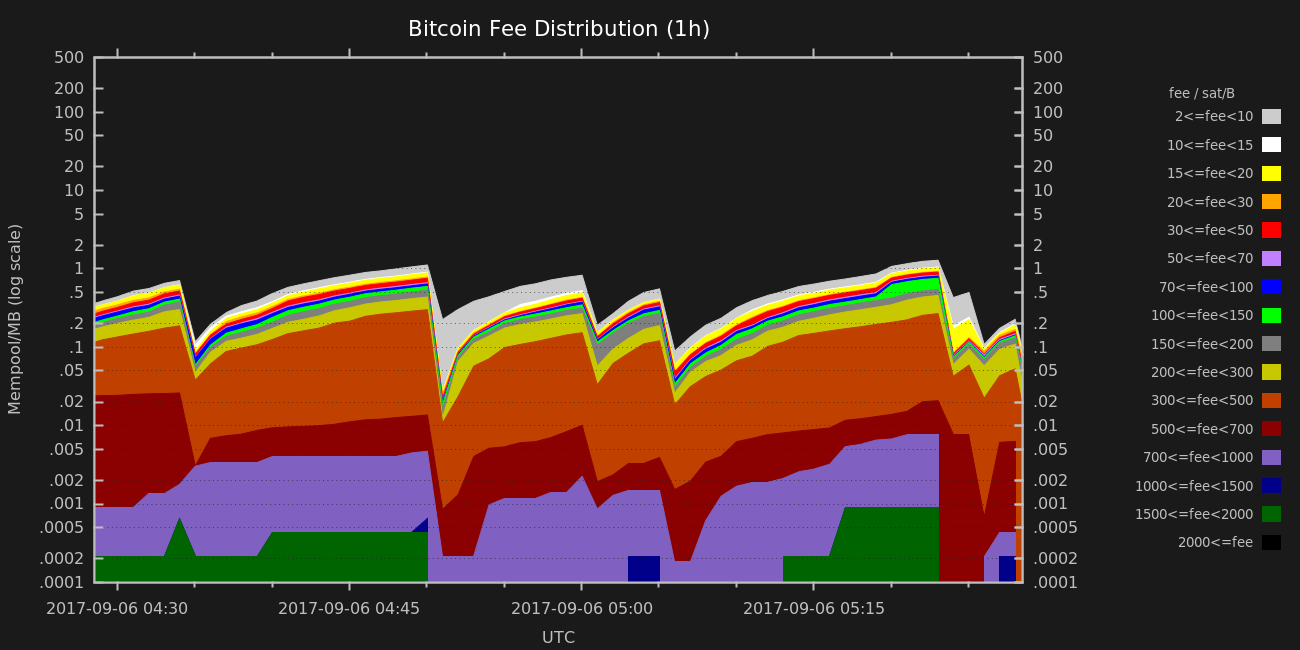 Bitcoin Fee Distribution (1h)
500 500
200 200
100 100
50 50
20 20
10 10
5 5
2 2
1 1
.5 .5
.2 .2
.1 .1
.05 .05
.02 .02
.01 .01
.005 .005
.002 .002
.001 .001
.0005 .0005
.0002 .0002
.0001 .0001
Mempool/MB (log scale)
2017-09-06 04:30 2017-09-06 04:45 2017-09-06 05:00 2017-09-06 05:15
UTC
fee / sat/B
2<=fee<10
10<=fee<15
15<=fee<20
20<=fee<30
30<=fee<50
50<=fee<70
70<=fee<100
100<=fee<150
150<=fee<200
200<=fee<300
300<=fee<500
500<=fee<700
700<=fee<1000
1000<=fee<1500
1500<=fee<2000
2000<=fee